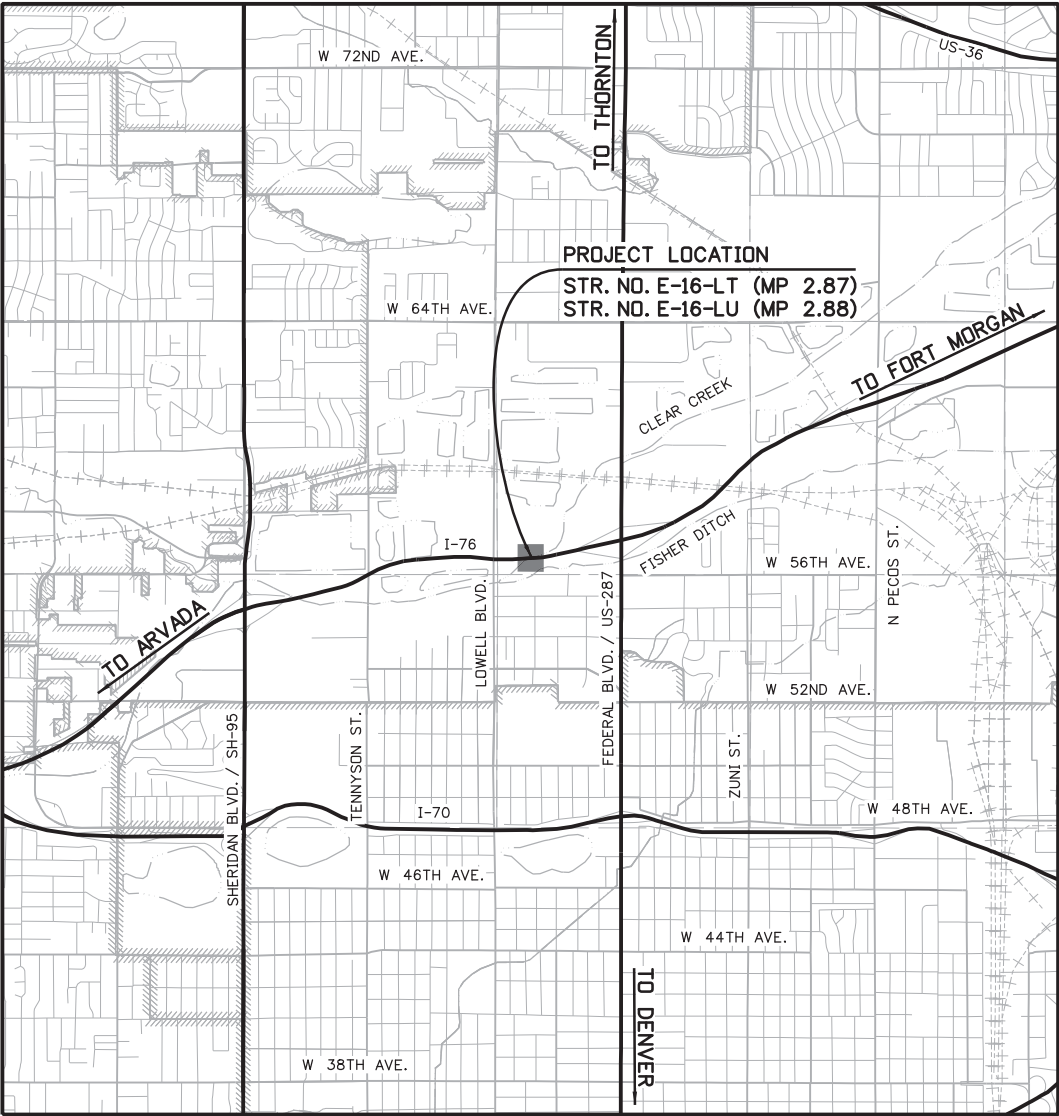 W 72ND AVE.
US-36
TO THORNTON
PROJECT LOCATION
STR. NO. E-16-LT (MP 2.87)
STR. NO. E-16-LU (MP 2.88)
W 64TH AVE.
TO FORT MORGAN
CLEAR CREEK
FISHER DITCH
I-76
W 56TH AVE.
N PECOS ST.
TO ARVADA
LOWELL BLVD.
FEDERAL BLVD. / US-287
W 52ND AVE.
SHERIDAN BLVD. / SH-95
TENNYSON ST.
ZUNI ST.
I-70
W 48TH AVE.
W 46TH AVE.
W 44TH AVE.
TO DENVER
W 38TH AVE.